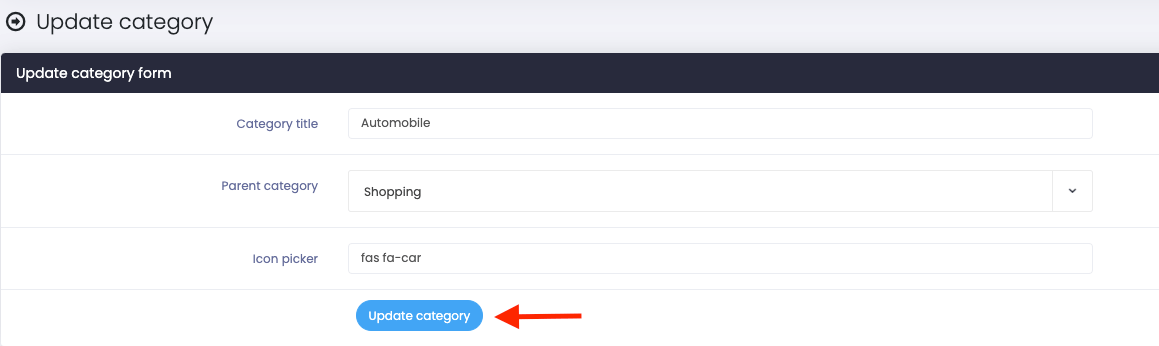 Update category
Update category form
Category title
Automobile
Parent category
Shopping
Icon picker
fas fa-car
Update category